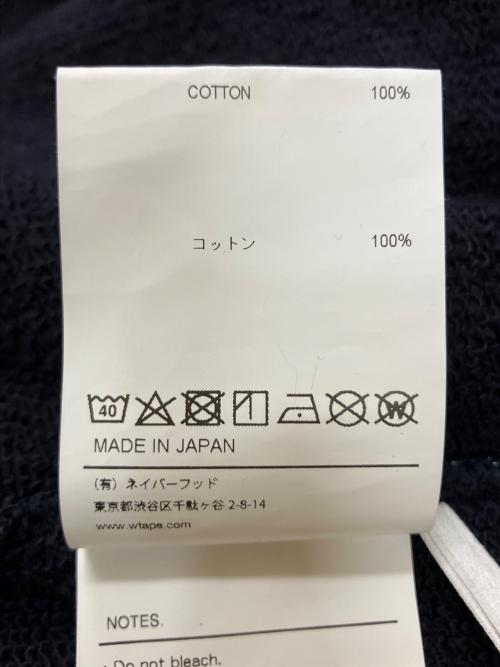 COTTON 100%
コットン 100%
40
W
MADE IN JAPAN
(有) ネイバーフッド
東京都渋谷区千駄ヶ谷 2-8-14
www.wtaps.com
NOTES.
・Do not bleach.